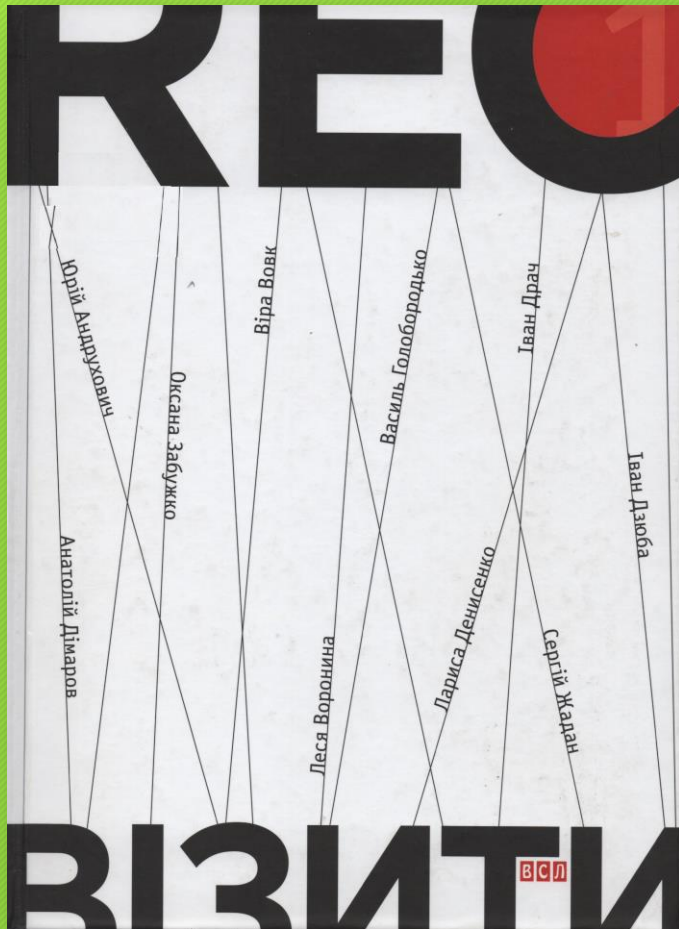 REC
1
Юрій Андрухович
Анатолій Дімаров
Оксана Забужко
Віра Вовк
Леся Воронина
Василь Голобородько
Лариса Денисенко
Іван Драч
Сергій Жадан
Іван Дзюба
ВІЗИТИ
ВСЛ